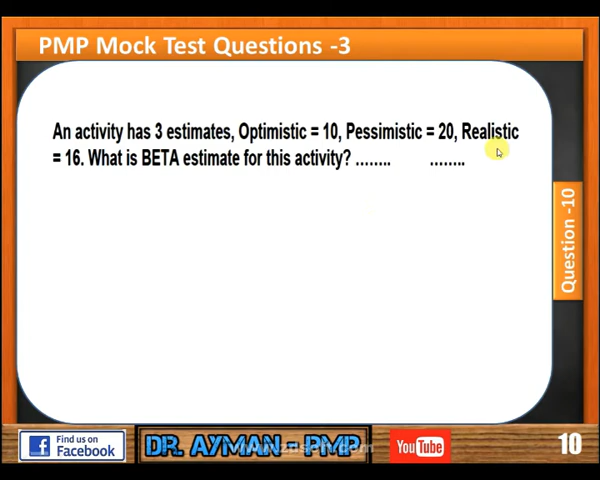 PMP Mock Test Questions -3
An activity has 3 estimates, Optimistic = 10, Pessimistic = 20, Realistic
= 16. What is BETA estimate for this activity? ........ ........
Question -10
Find us on
Facebook
DR. AYMAN - PMP
YouTube
10